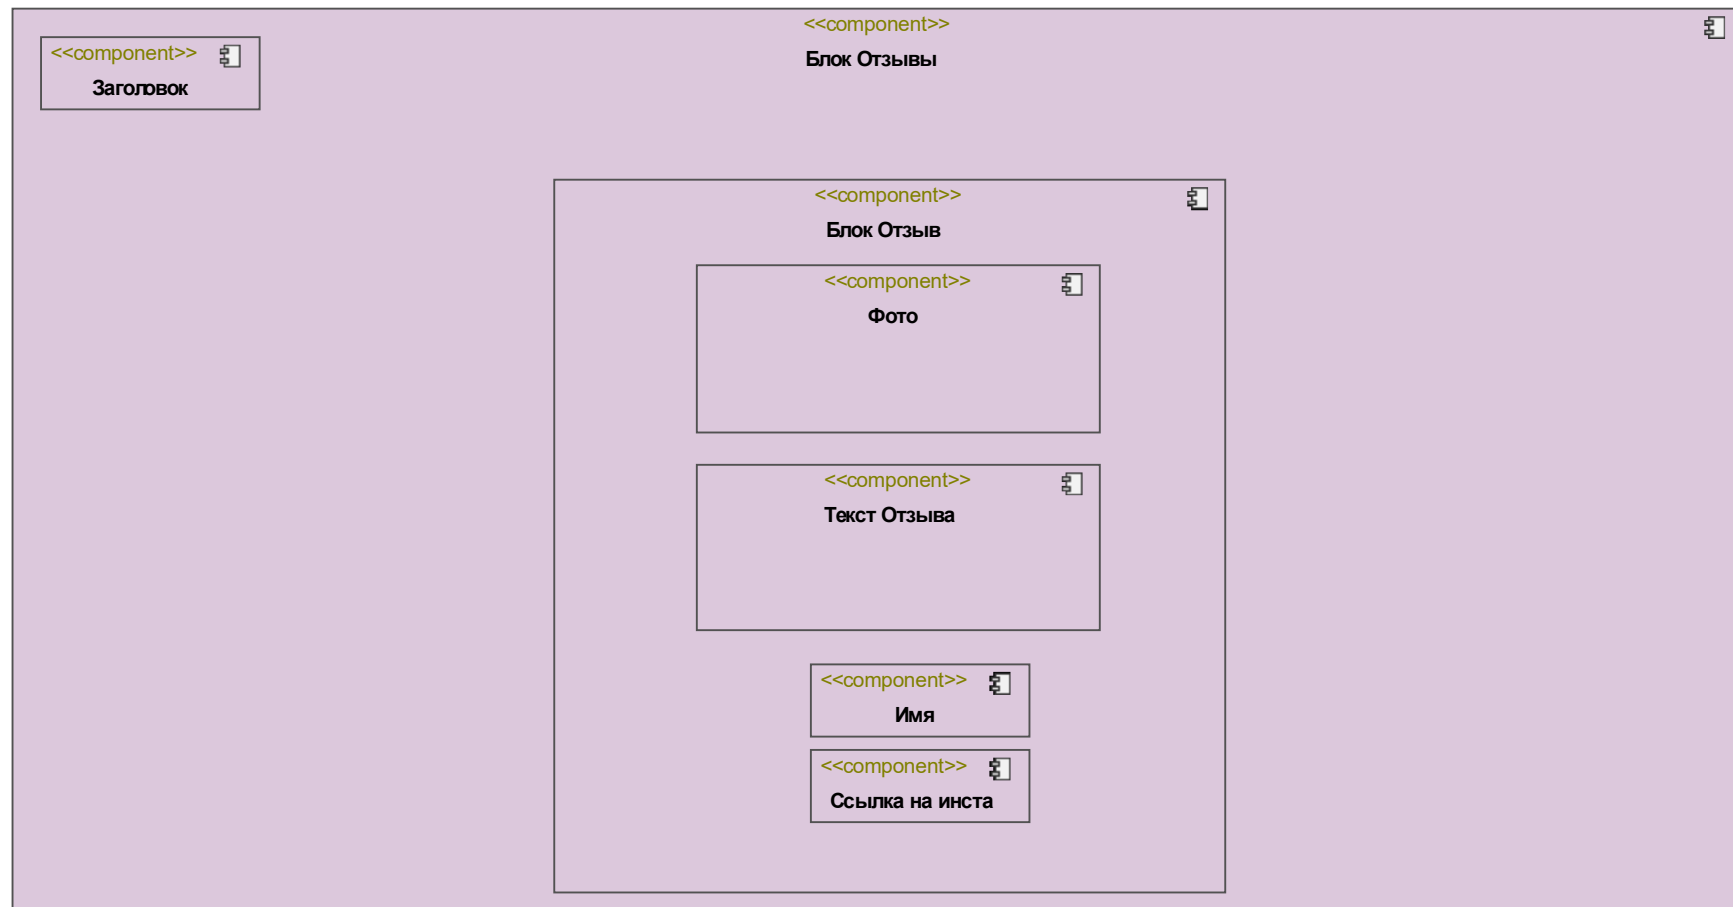 <<component>>
Блок Отзывы
<<component>>
Заголовок
<<component>>
Блок Отзыв
<<component>>
Фото
<<component>>
Текст Отзыва
<<component>>
Имя
<<component>>
Ссылка на инста